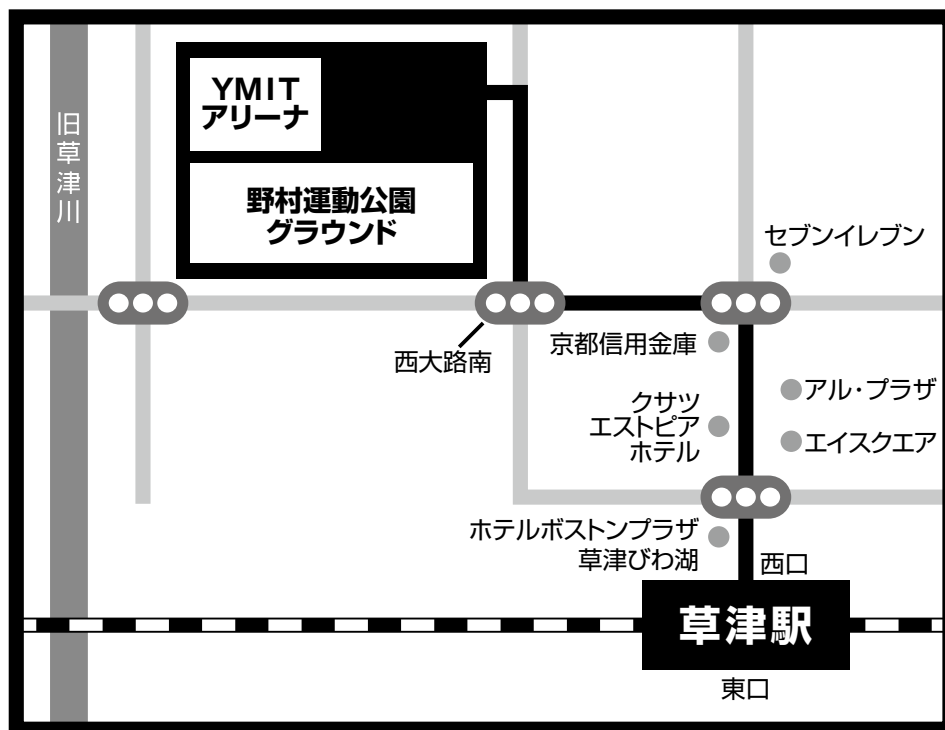 YMIT
アリーナ
旧草津川
野村運動公園
グラウンド
セブンイレブン
京都信用金庫
西大路南
アル・プラザ
クサツ
エストピア
ホテル
エイスクエア
ホテルボストンプラザ
草津びわ湖
西口
草津駅
東口